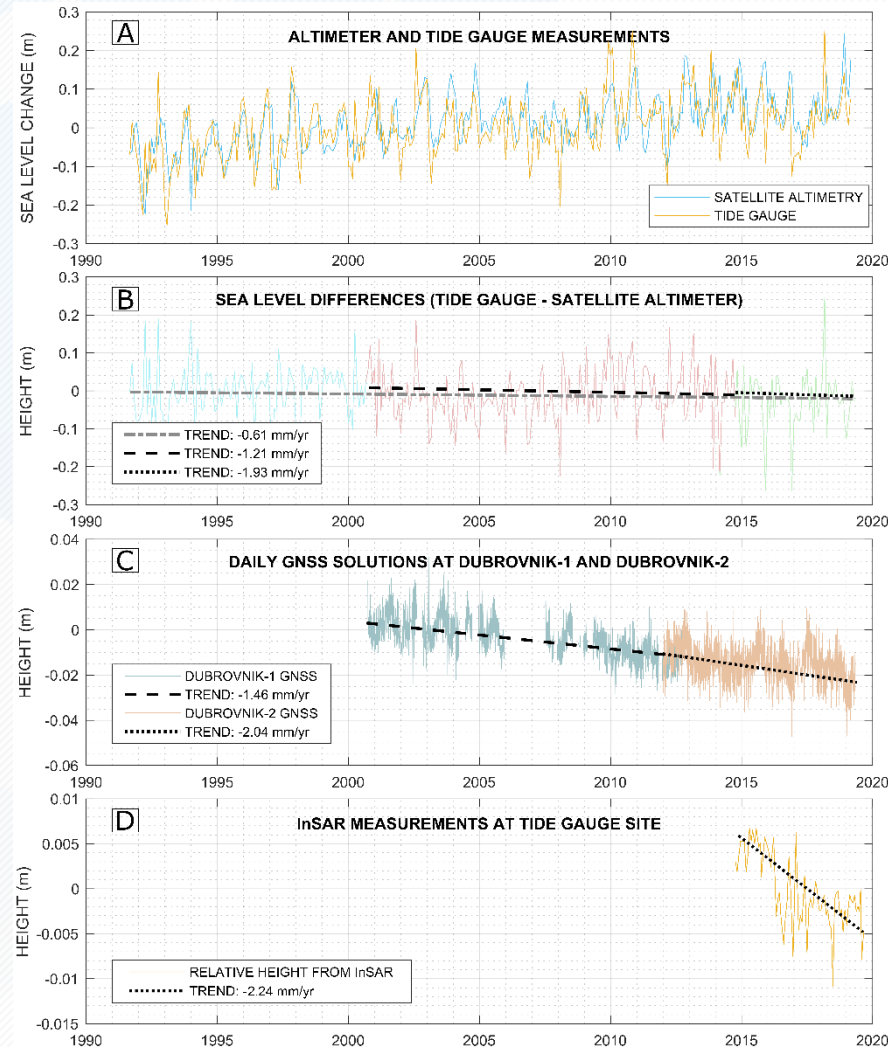 A
ALTIMETER AND TIDE GAUGE MEASUREMENTS
SEA LEVEL CHANGE (m)
0.3
0.2
0.1
0
-0.1
-0.2
-0.3
SATELLITE ALTIMETRY
TIDE GAUGE
1990 1995 2000 2005 2010 2015 2020
B
SEA LEVEL DIFFERENCES (TIDE GAUGE - SATELLITE ALTIMETER)
HEIGHT (m)
0.3
0.2
0.1
0
-0.1
-0.2
-0.3
TREND: -0.61 mm/yr
TREND: -1.21 mm/yr
TREND: -1.93 mm/yr
1990 1995 2000 2005 2010 2015 2020
C
DAILY GNSS SOLUTIONS AT DUBROVNIK-1 AND DUBROVNIK-2
HEIGHT (m)
0.04
0.02
0
-0.02
-0.04
-0.06
DUBROVNIK-1 GNSS
TREND: -1.46 mm/yr
DUBROVNIK-2 GNSS
TREND: -2.04 mm/yr
1990 1995 2000 2005 2010 2015 2020
D
InSAR MEASUREMENTS AT TIDE GAUGE SITE
HEIGHT (m)
0.01
0.005
0
-0.005
-0.01
-0.015
RELATIVE HEIGHT FROM InSAR
TREND: -2.24 mm/yr
1990 1995 2000 2005 2010 2015 2020